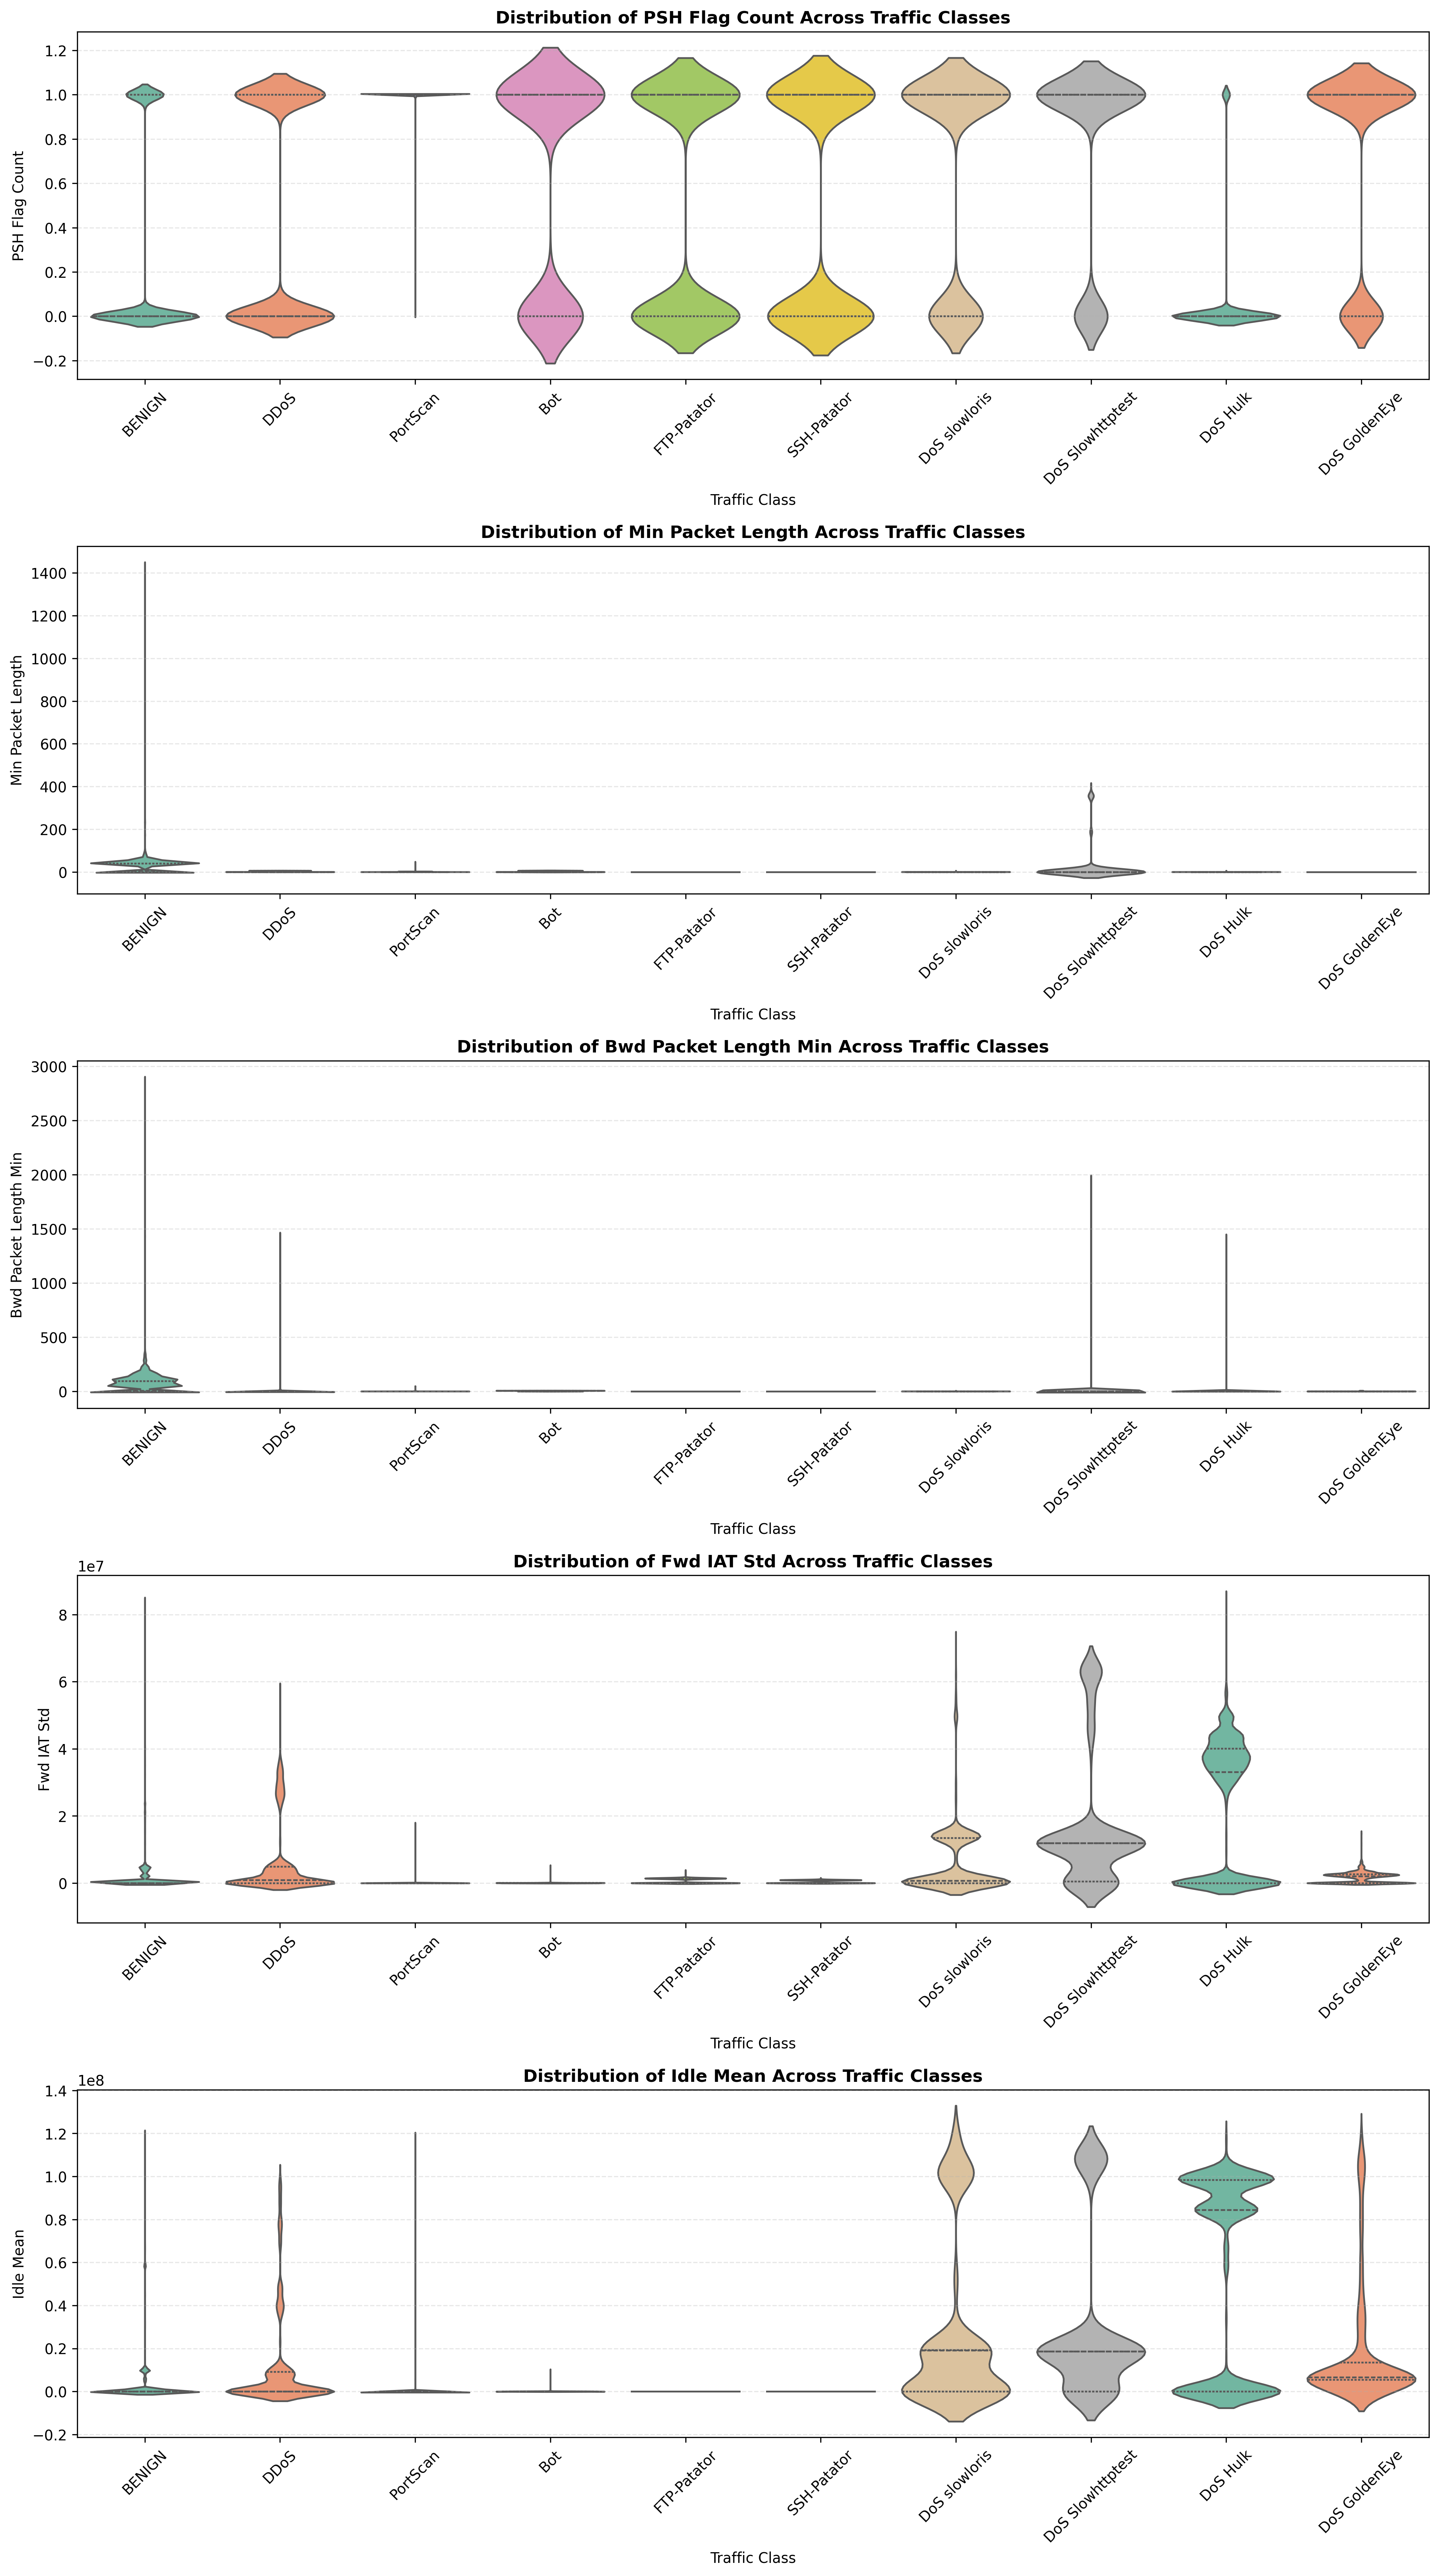 Distribution of PSH Flag Count Across Traffic Classes
PSH Flag Count
1.2
1.0
0.8
0.6
0.4
0.2
0.0
−0.2
BENIGN
DDoS
PortScan
Bot
FTP-Patator
SSH-Patator
DoS slowloris
DoS Slowhttptest
DoS Hulk
DoS GoldenEye
Traffic Class
Distribution of Min Packet Length Across Traffic Classes
Min Packet Length
1400
1200
1000
800
600
400
200
0
BENIGN
DDoS
PortScan
Bot
FTP-Patator
SSH-Patator
DoS slowloris
DoS Slowhttptest
DoS Hulk
DoS GoldenEye
Traffic Class
Distribution of Bwd Packet Length Min Across Traffic Classes
Bwd Packet Length Min
3000
2500
2000
1500
1000
500
0
BENIGN
DDoS
PortScan
Bot
FTP-Patator
SSH-Patator
DoS slowloris
DoS Slowhttptest
DoS Hulk
DoS GoldenEye
Traffic Class
Distribution of Fwd IAT Std Across Traffic Classes
1e7
Fwd IAT Std
8
6
4
2
0
BENIGN
DDoS
PortScan
Bot
FTP-Patator
SSH-Patator
DoS slowloris
DoS Slowhttptest
DoS Hulk
DoS GoldenEye
Traffic Class
Distribution of Idle Mean Across Traffic Classes
1e8
Idle Mean
1.4
1.2
1.0
0.8
0.6
0.4
0.2
0.0
−0.2
BENIGN
DDoS
PortScan
Bot
FTP-Patator
SSH-Patator
DoS slowloris
DoS Slowhttptest
DoS Hulk
DoS GoldenEye
Traffic Class